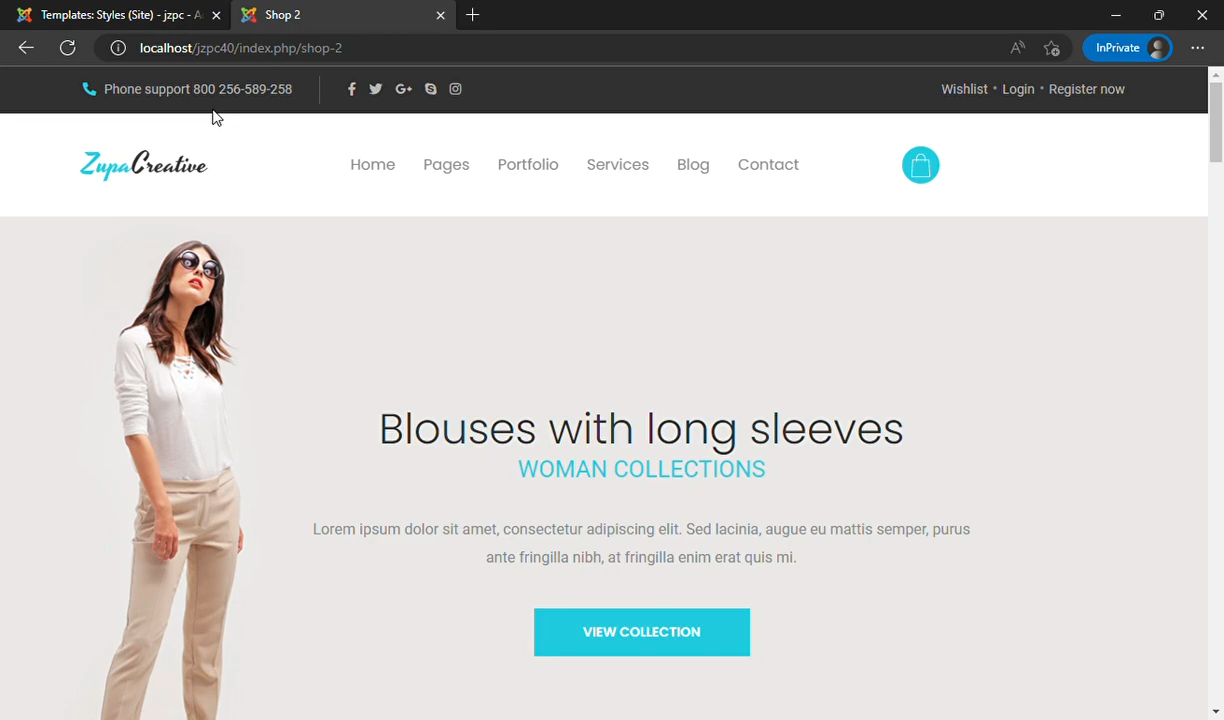 Templates: Styles (Site) - jzpc - A
Shop 2
localhost/jzpc40/index.php/shop-2
InPrivate
Phone support 800 256-589-258
Wishlist • Login • Register now
ZupaCreative
Home Pages Portfolio Services Blog Contact
Blouses with long sleeves
WOMAN COLLECTIONS
Lorem ipsum dolor sit amet, consectetur adipiscing elit. Sed lacinia, augue eu mattis semper, purus
ante fringilla nibh, at fringilla enim erat quis mi.
VIEW COLLECTION